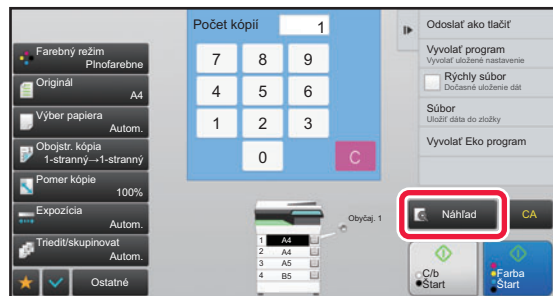 Farebný režim
Plnofarebne
Originál
A4
Výber papiera
Autom.
Obojstr. kópia
1-stranný→1-stranný
Pomer kópie
100%
Expozícia
Autom.
Triediť/skupinovat
Autom.
Ostatné
Počet kópií 1
7 8 9
4 5 6
1 2 3
0 C
Obyčaj. 1
1 A4
2 A4
3 A5
4 B5
Odoslať ako tlačiť
Vyvolať program
Vyvolať uložené nastavenie
Rýchly súbor
Dočasné uloženie dát
Súbor
Uložiť dáta do zložky
Vyvolať Eko program
Náhľad
CA
C/b
Štart
Farba
Štart